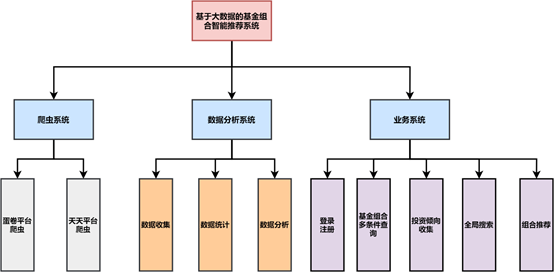 基于大数据的基金组
合智能推荐系统
爬虫系统
数据分析系统
业务系统
蛋卷平台
爬虫
天天平台
爬虫
数据收集
数据统计
数据分析
登录
注册
基金组合
多条件查
询
投资倾向
收集
全局搜索
组合推荐